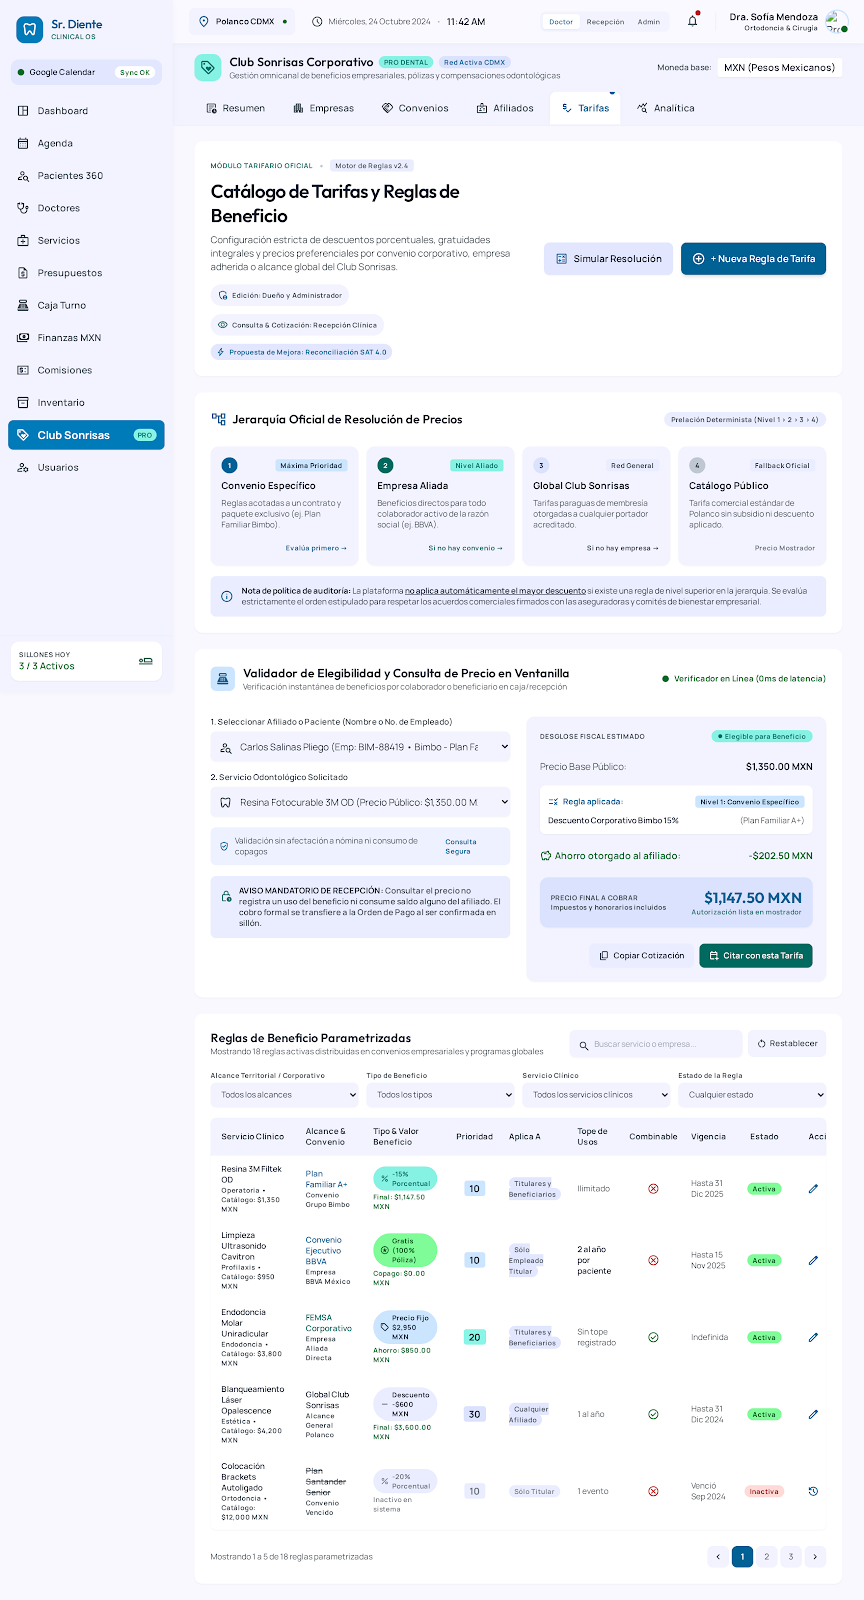 Sr. Diente
CLINICAL OS
Google Calendar
Sync OK
Dashboard
Agenda
Pacientes 360
Doctores
Servicios
Presupuestos
Caja Turno
Finanzas MXN
Comisiones
Inventario
Club Sonrisas
PRO
Usuarios
SILLONES HOY
3 / 3 Activos
Polanco CDMX
Miércoles, 24 Octubre 2024 • 11:42 AM
Doctor
Recepción
Admin
Dra. Sofía Mendoza
Ortodoncia & Cirugía
Club Sonrisas Corporativo
PRO DENTAL
Red Activa CDMX
Gestión omnicanal de beneficios empresariales, pólizas y compensaciones odontológicas
Moneda base:
MXN (Pesos Mexicanos)
Resumen
Empresas
Convenios
Afiliados
Tarifas
Analítica
MÓDULO TARIFARIO OFICIAL •
Motor de Reglas v2.4
Catálogo de Tarifas y Reglas de
Beneficio
Configuración estricta de descuentos porcentuales, gratuidades
integrales y precios preferenciales por convenio corporativo, empresa
adherida o alcance global del Club Sonrisas.
Edición: Dueño y Administrador
Consulta & Cotización: Recepción Clínica
Propuesta de Mejora: Reconciliación SAT 4.0
Simular Resolución
+ Nueva Regla de Tarifa
Jerarquía Oficial de Resolución de Precios
Prelación Determinista (Nivel 1 > 2 > 3 > 4)
1
Máxima Prioridad
Convenio Específico
Reglas acotadas a un contrato y
paquete exclusivo (ej. Plan
Familiar Bimbo).
Evalúa primero →
2
Nivel Aliado
Empresa Aliada
Beneficios directos para todo
colaborador activo de la razón
social (ej. BBVA).
Si no hay convenio →
3
Red General
Global Club Sonrisas
Tarifas paraguas de membresía
otorgadas a cualquier portador
acreditado.
Si no hay empresa →
4
Fallback Oficial
Catálogo Público
Tarifa comercial estándar de
Polanco sin subsidio ni descuento
aplicado.
Precio Mostrador
Nota de política de auditoría: La plataforma no aplica automáticamente el mayor descuento si existe una regla de nivel superior en la jerarquía. Se evalúa
estrictamente el orden estipulado para respetar los acuerdos comerciales firmados con las aseguradoras y comités de bienestar empresarial.
Validador de Elegibilidad y Consulta de Precio en Ventanilla
Verificación instantánea de beneficios por colaborador o beneficiario en caja/recepción
Verificador en Línea (0ms de latencia)
1. Seleccionar Afiliado o Paciente (Nombre o No. de Empleado)
Carlos Salinas Pliego (Emp: BIM-88419 • Bimbo - Plan Fa
2. Servicio Odontológico Solicitado
Resina Fotocurable 3M OD (Precio Público: $1,350.00 M
Validación sin afectación a nómina ni consumo de
copagos
Consulta
Segura
AVISO MANDATORIO DE RECEPCIÓN: Consultar el precio no
registra un uso del beneficio ni consume saldo alguno del afiliado. El
cobro formal se transfiere a la Orden de Pago al ser confirmada en
sillón.
DESGLOSE FISCAL ESTIMADO
Elegible para Beneficio
Precio Base Público:
$1,350.00 MXN
Regla aplicada:
Nivel 1: Convenio Específico
Descuento Corporativo Bimbo 15%
(Plan Familiar A+)
Ahorro otorgado al afiliado:
-$202.50 MXN
PRECIO FINAL A COBRAR
Impuestos y honorarios incluidos
$1,147.50 MXN
Autorización lista en mostrador
Copiar Cotización
Citar con esta Tarifa
Reglas de Beneficio Parametrizadas
Mostrando 18 reglas activas distribuidas en convenios empresariales y programas globales
Buscar servicio o empresa...
Restablecer
Alcance Territorial / Corporativo
Tipo de Beneficio
Servicio Clínico
Estado de la Regla
Todos los alcances
Todos los tipos
Todos los servicios clínicos
Cualquier estado
Servicio Clínico
Alcance &
Convenio
Tipo & Valor
Beneficio
Prioridad
Aplica A
Tope de
Usos
Combinable
Vigencia
Estado
Acci
Resina 3M Filtek
OD
Operatoria •
Catálogo: $1,350
MXN
Plan
Familiar A+
Convenio
Grupo Bimbo
-15%
Porcentual
Final: $1,147.50
MXN
10
Titulares y
Beneficiarios
Ilimitado
Hasta 31
Dic 2025
Activa
Limpieza
Ultrasonido
Cavitron
Profilaxis •
Catálogo: $950
MXN
Convenio
Ejecutivo
BBVA
Empresa
BBVA México
Gratis
(100%
Póliza)
Copago: $0.00
MXN
10
Sólo
Empleado
Titular
2 al año
por
paciente
Hasta 15
Nov 2025
Activa
Endodoncia
Molar
Uniradicular
Endodoncia •
Catálogo: $3,800
MXN
FEMSA
Corporativo
Empresa
Aliada
Directa
Precio Fijo
$2,950
MXN
Ahorro: $850.00
MXN
20
Titulares y
Beneficiarios
Sin tope
registrado
Indefinida
Activa
Blanqueamiento
Láser
Opalescence
Estética •
Catálogo: $4,200
MXN
Global Club
Sonrisas
Alcance
General
Polanco
Descuento
-$600
MXN
Final: $3,600.00
MXN
30
Cualquier
Afiliado
1 al año
Hasta 31
Dic 2024
Activa
Colocación
Brackets
Autoligado
Ortodoncia •
Catálogo:
$12,000 MXN
Plan
Santander
Senior
Convenio
Vencido
-20%
Porcentual
Inactivo en
sistema
10
Sólo Titular
1 evento
Venció
Sep 2024
Inactiva
Mostrando 1 a 5 de 18 reglas parametrizadas
‹ 1 2 3 ›